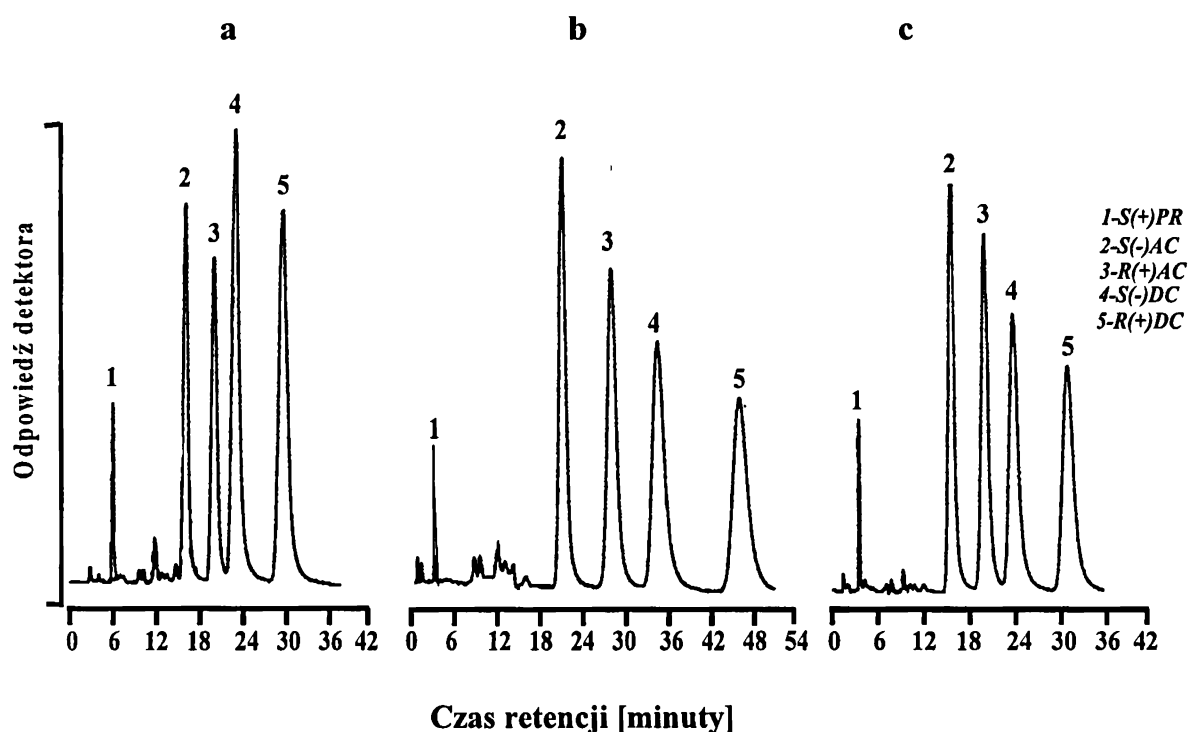 a b c
4
2 5 3
1
2
3
4
5
1
2
3
4
5
1
1-S(+)PR
2-S(-)AC
3-R(+)AC
4-S(-)DC
5-R(+)DC
Odpowiedź detektora
0 6 12 18 24 30 36 42
0 6 12 18 24 30 36 42 48 54
0 6 12 18 24 30 36 42
Czas retencji [minuty]